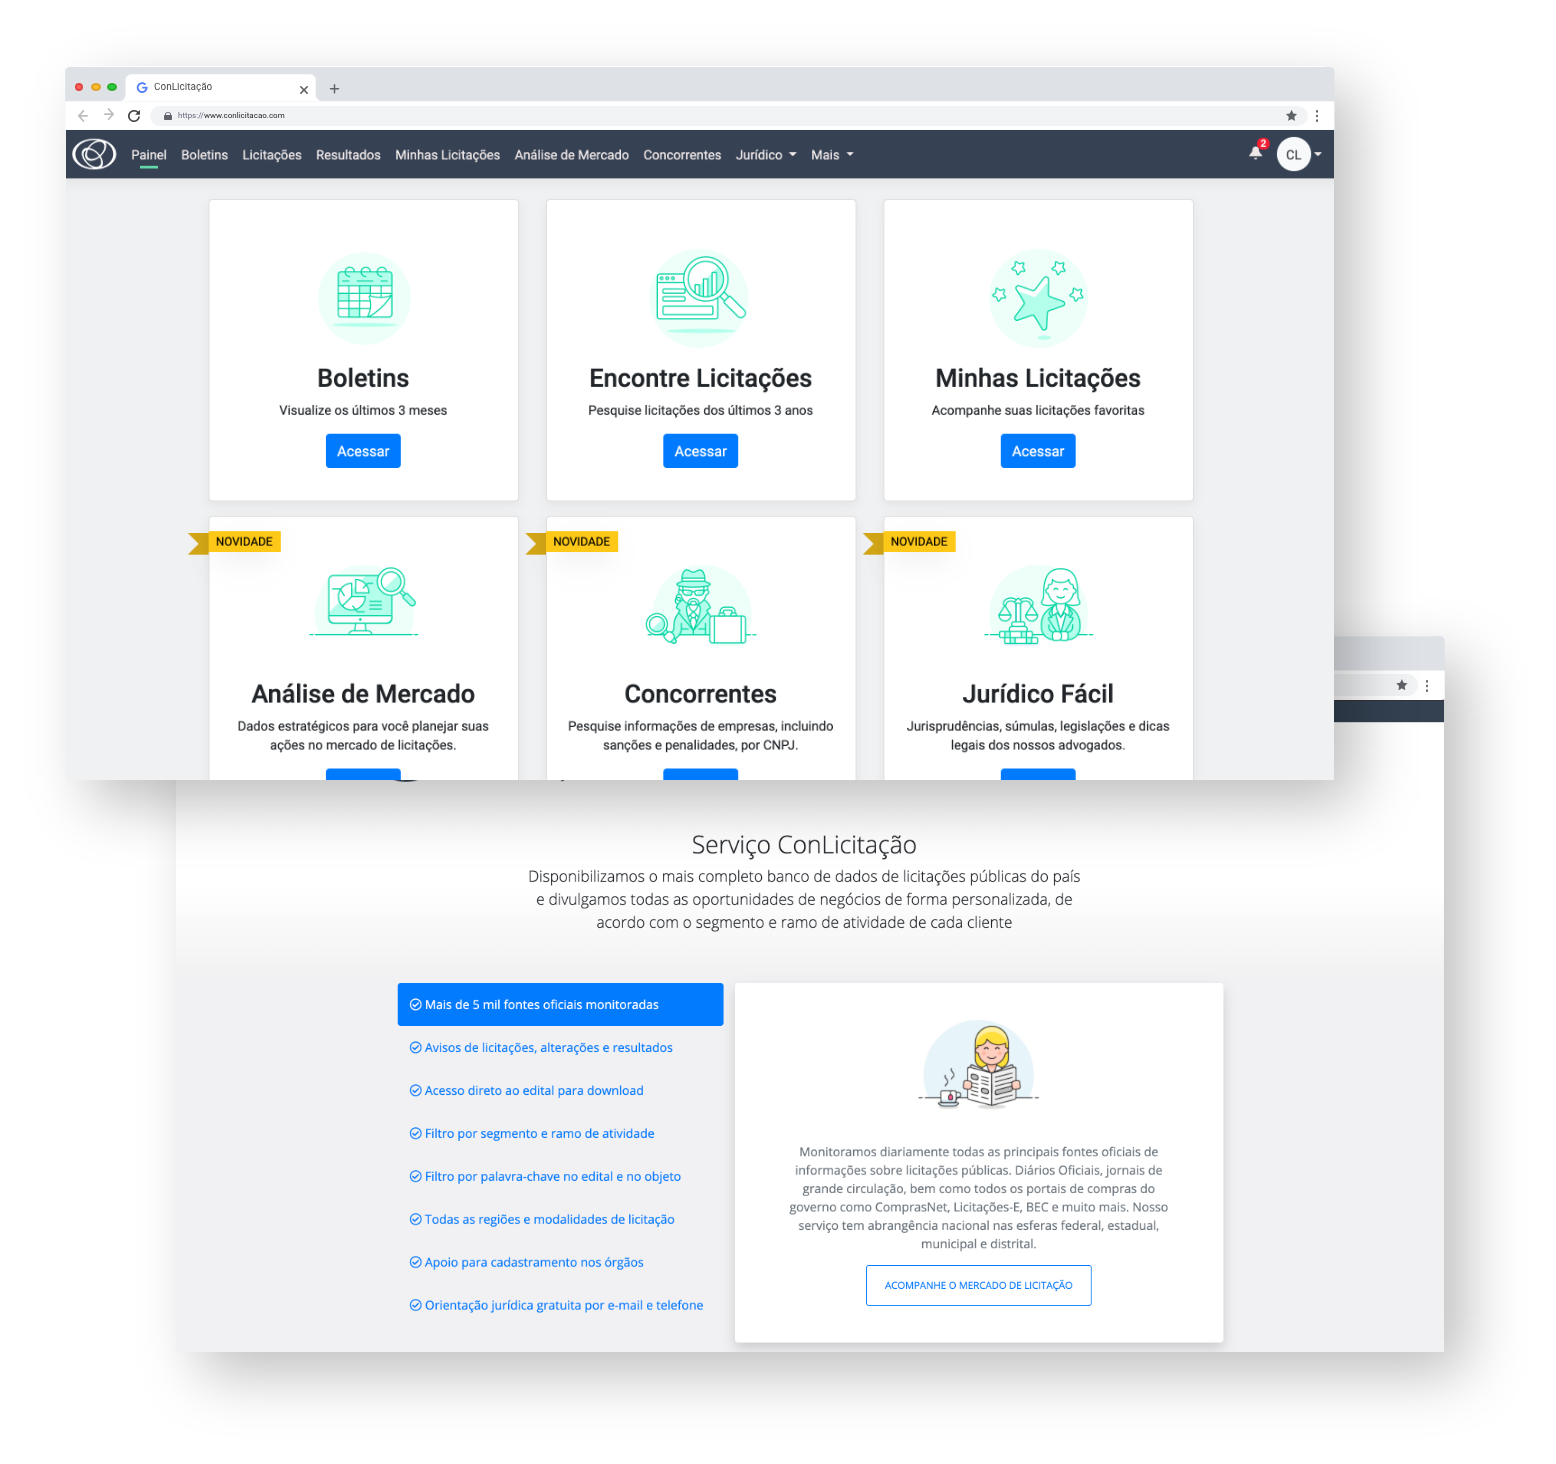 ConLicitação
https://www.conlicitacao.com
Painel Boletins Licitações Resultados Minhas Licitações Análise de Mercado Concorrentes Jurídico Mais 2 CL
Boletins
Visualize os últimos 3 meses
Acessar
Encontre Licitações
Pesquise licitações dos últimos 3 anos
Acessar
Minhas Licitações
Acompanhe suas licitações favoritas
Acessar
NOVIDADE
Análise de Mercado
Dados estratégicos para você planejar suas
ações no mercado de licitações.
NOVIDADE
Concorrentes
Pesquise informações de empresas, incluindo
sanções e penalidades, por CNPJ.
NOVIDADE
Jurídico Fácil
Jurisprudências, súmulas, legislações e dicas
legais dos nossos advogados.
Serviço ConLicitação
Disponibilizamos o mais completo banco de dados de licitações públicas do país
e divulgamos todas as oportunidades de negócios de forma personalizada, de
acordo com o segmento e ramo de atividade de cada cliente
Mais de 5 mil fontes oficiais monitoradas
Avisos de licitações, alterações e resultados
Acesso direto ao edital para download
Filtro por segmento e ramo de atividade
Filtro por palavra-chave no edital e no objeto
Todas as regiões e modalidades de licitação
Apoio para cadastramento nos órgãos
Orientação jurídica gratuita por e-mail e telefone
Monitoramos diariamente todas as principais fontes oficiais de
informações sobre licitações públicas. Diários Oficiais, jornais de
grande circulação, bem como todos os portais de compras do
governo como ComprasNet, Licitações-E, BEC e muito mais. Nosso
serviço tem abrangência nacional nas esferas federal, estadual,
municipal e distrital.
ACOMPANHE O MERCADO DE LICITAÇÃO